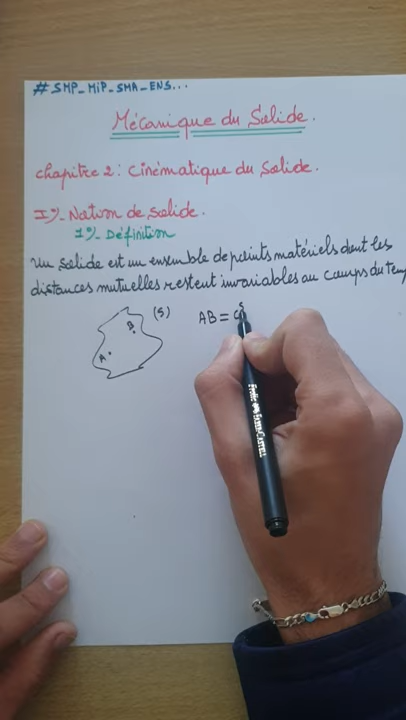 #SMP_MiP_SMA_ENS...
Mécanique du Solide.
Chapitre 2: Cinématique du Solide.
I°)- Notion de solide.
1°)- Définition
Un solide est un ensemble de points matériels dont les
distances mutuelles restent invariables au cours du tem
(S)
B
A
AB =